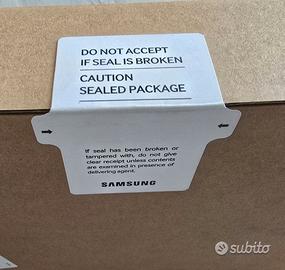 DO NOT ACCEPT
IF SEAL IS BROKEN
CAUTION
SEALED PACKAGE
If seal has been broken or
tampered with, do not give
clear receipt unless contents
are examined in presence of
delivering agent.
SAMSUNG
subito